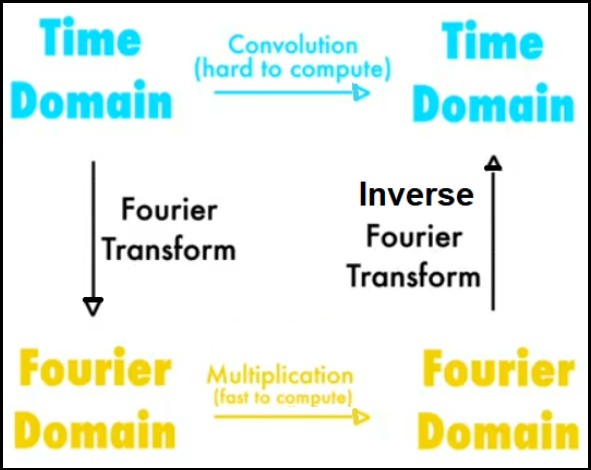 Time
Domain
Convolution
(hard to compute)
Time
Domain
Fourier
Transform
Inverse
Fourier
Transform
Fourier
Domain
Multiplication
(fast to compute)
Fourier
Domain